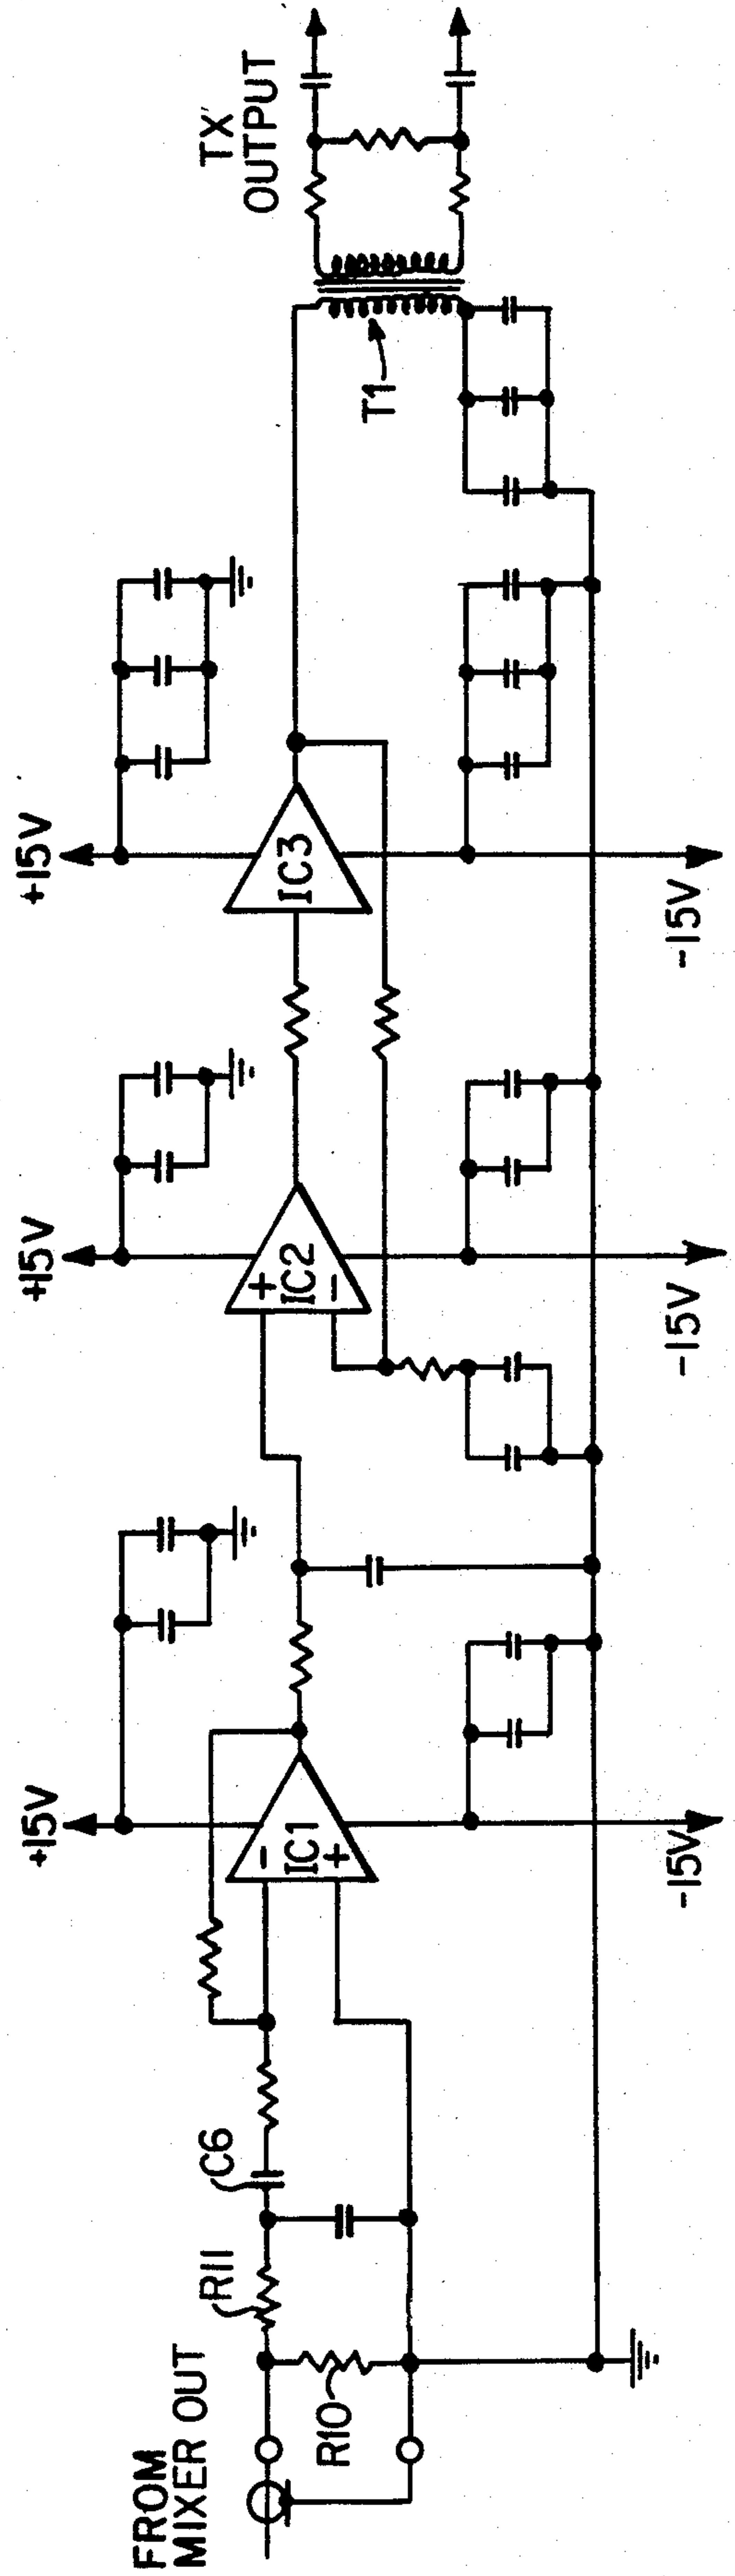 FROM
MIXER OUT
R10
R11
C6
+15V
IC1
-
+
-15V
+15V
+
IC2
-
-15V
+15V
IC3
-15V
T1
TX
OUTPUT